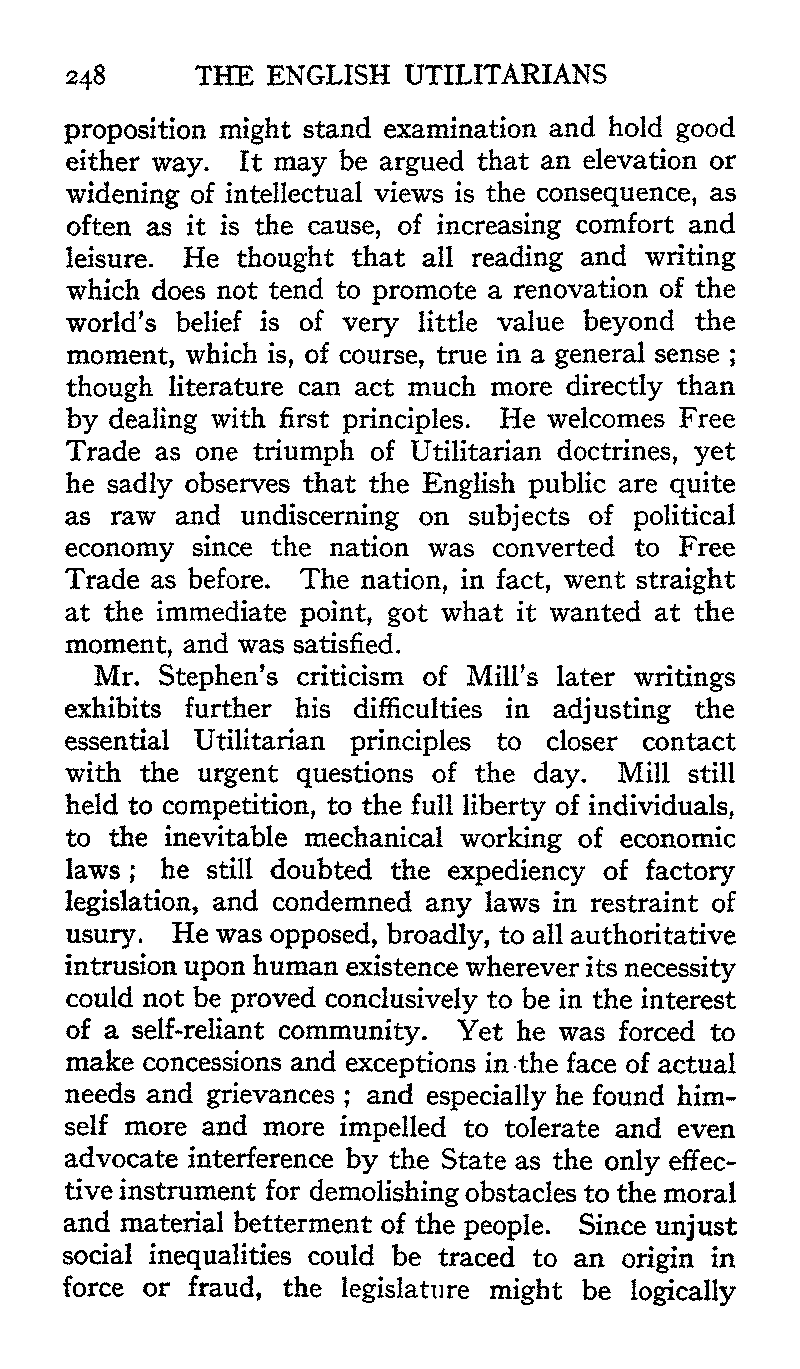 248 THE ENGLISH UTILITARIANS
proposition might stand examination and hold good
either way. It may be argued that an elevation or
widening of intellectual views is the consequence, as
often as it is the cause, of increasing comfort and
leisure. He thought that all reading and writing
which does not tend to promote a renovation of the
world's belief is of very little value beyond the
moment, which is, of course, true in a general sense ;
though literature can act much more directly than
by dealing with first principles. He welcomes Free
Trade as one triumph of Utilitarian doctrines, yet
he sadly observes that the English public are quite
as raw and undiscerning on subjects of political
economy since the nation was converted to Free
Trade as before. The nation, in fact, went straight
at the immediate point, got what it wanted at the
moment, and was satisfied.
Mr. Stephen's criticism of Mill's later writings
exhibits further his difficulties in adjusting the
essential Utilitarian principles to closer contact
with the urgent questions of the day. Mill still
held to competition, to the full liberty of individuals,
to the inevitable mechanical working of economic
laws ; he still doubted the expediency of factory
legislation, and condemned any laws in restraint of
usury. He was opposed, broadly, to all authoritative
intrusion upon human existence wherever its necessity
could not be proved conclusively to be in the interest
of a self-reliant community. Yet he was forced to
make concessions and exceptions in the face of actual
needs and grievances ; and especially he found him-
self more and more impelled to tolerate and even
advocate interference by the State as the only effec-
tive instrument for demolishing obstacles to the moral
and material betterment of the people. Since unjust
social inequalities could be traced to an origin in
force or fraud, the legislature might be logically